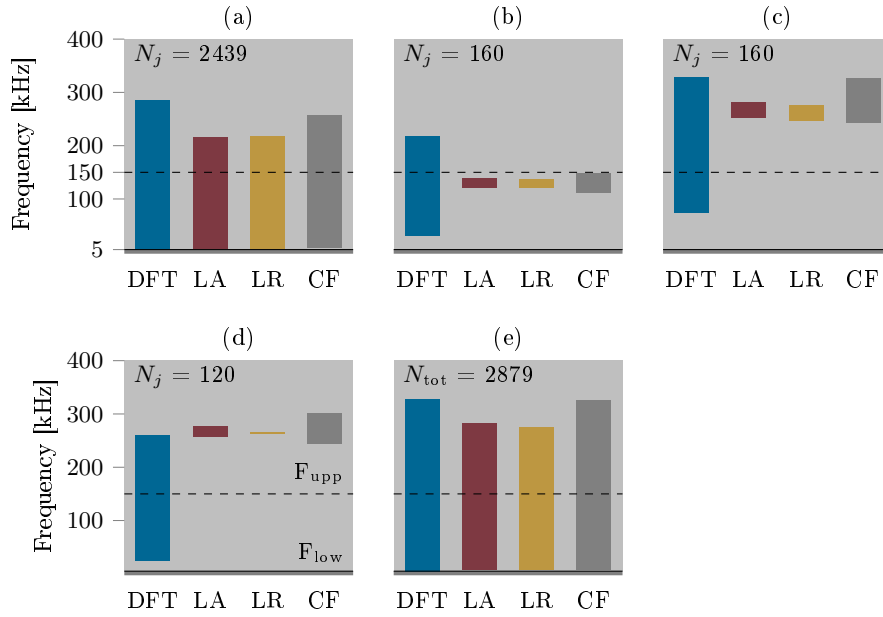 (a) (b) (c)
Frequency [kHz]
400
300
200
150
100
5
N_j = 2439
N_j = 160
N_j = 160
DFT LA LR CF
DFT LA LR CF
DFT LA LR CF
(d) (e)
Frequency [kHz]
400
300
200
100
N_j = 120
F_upp
F_low
N_tot = 2879
DFT LA LR CF
DFT LA LR CF